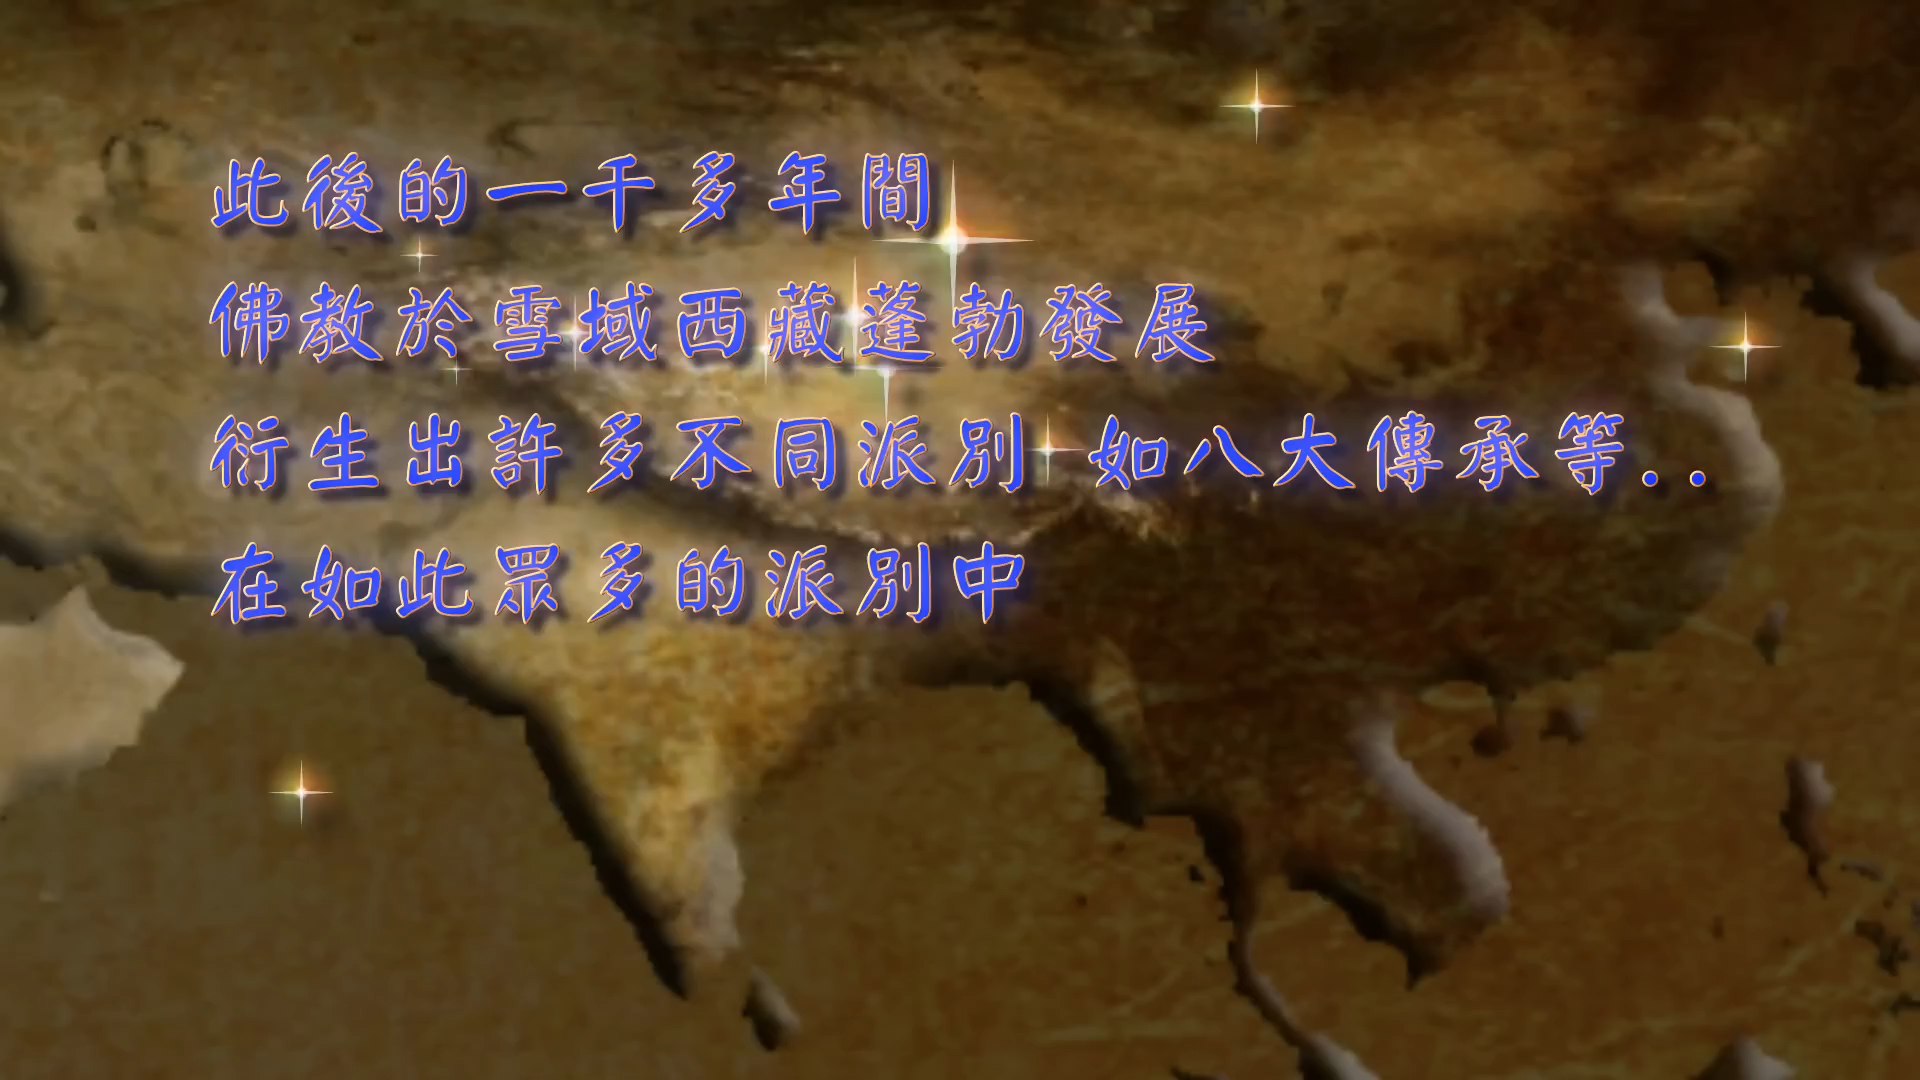 此後的一千多年間
佛教於雪域西藏蓬勃發展
衍生出許多不同派別 如八大傳承等..
在如此眾多的派別中